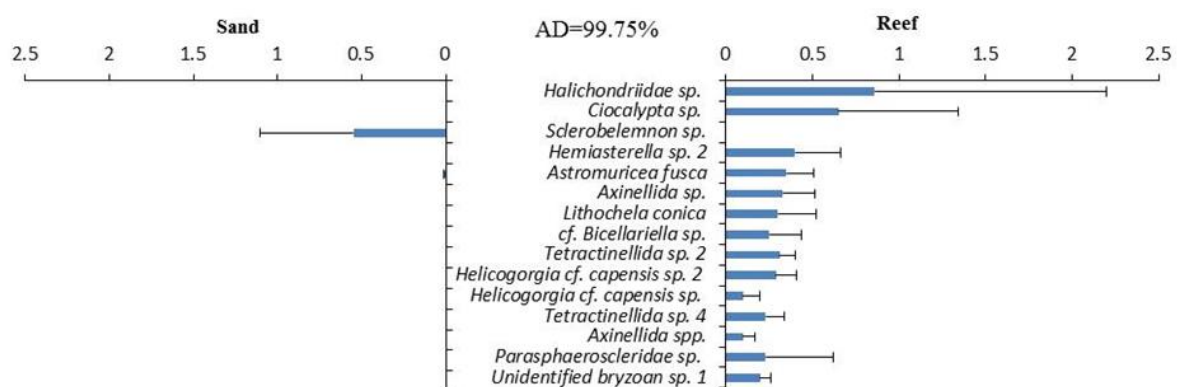 Sand AD=99.75% Reef
2.5 2 1.5 1 0.5 0 0 0.5 1 1.5 2 2.5
Halichondriidae sp.
Ciocalypta sp.
Sclerobelemnon sp.
Hemiasterella sp. 2
Astromuricea fusca
Axinellida sp.
Lithochela conica
cf. Bicellariella sp.
Tetractinellida sp. 2
Helicogorgia cf. capensis sp. 2
Helicogorgia cf. capensis sp.
Tetractinellida sp. 4
Axinellida spp.
Parasphaeroscleridae sp.
Unidentified bryzoan sp. 1